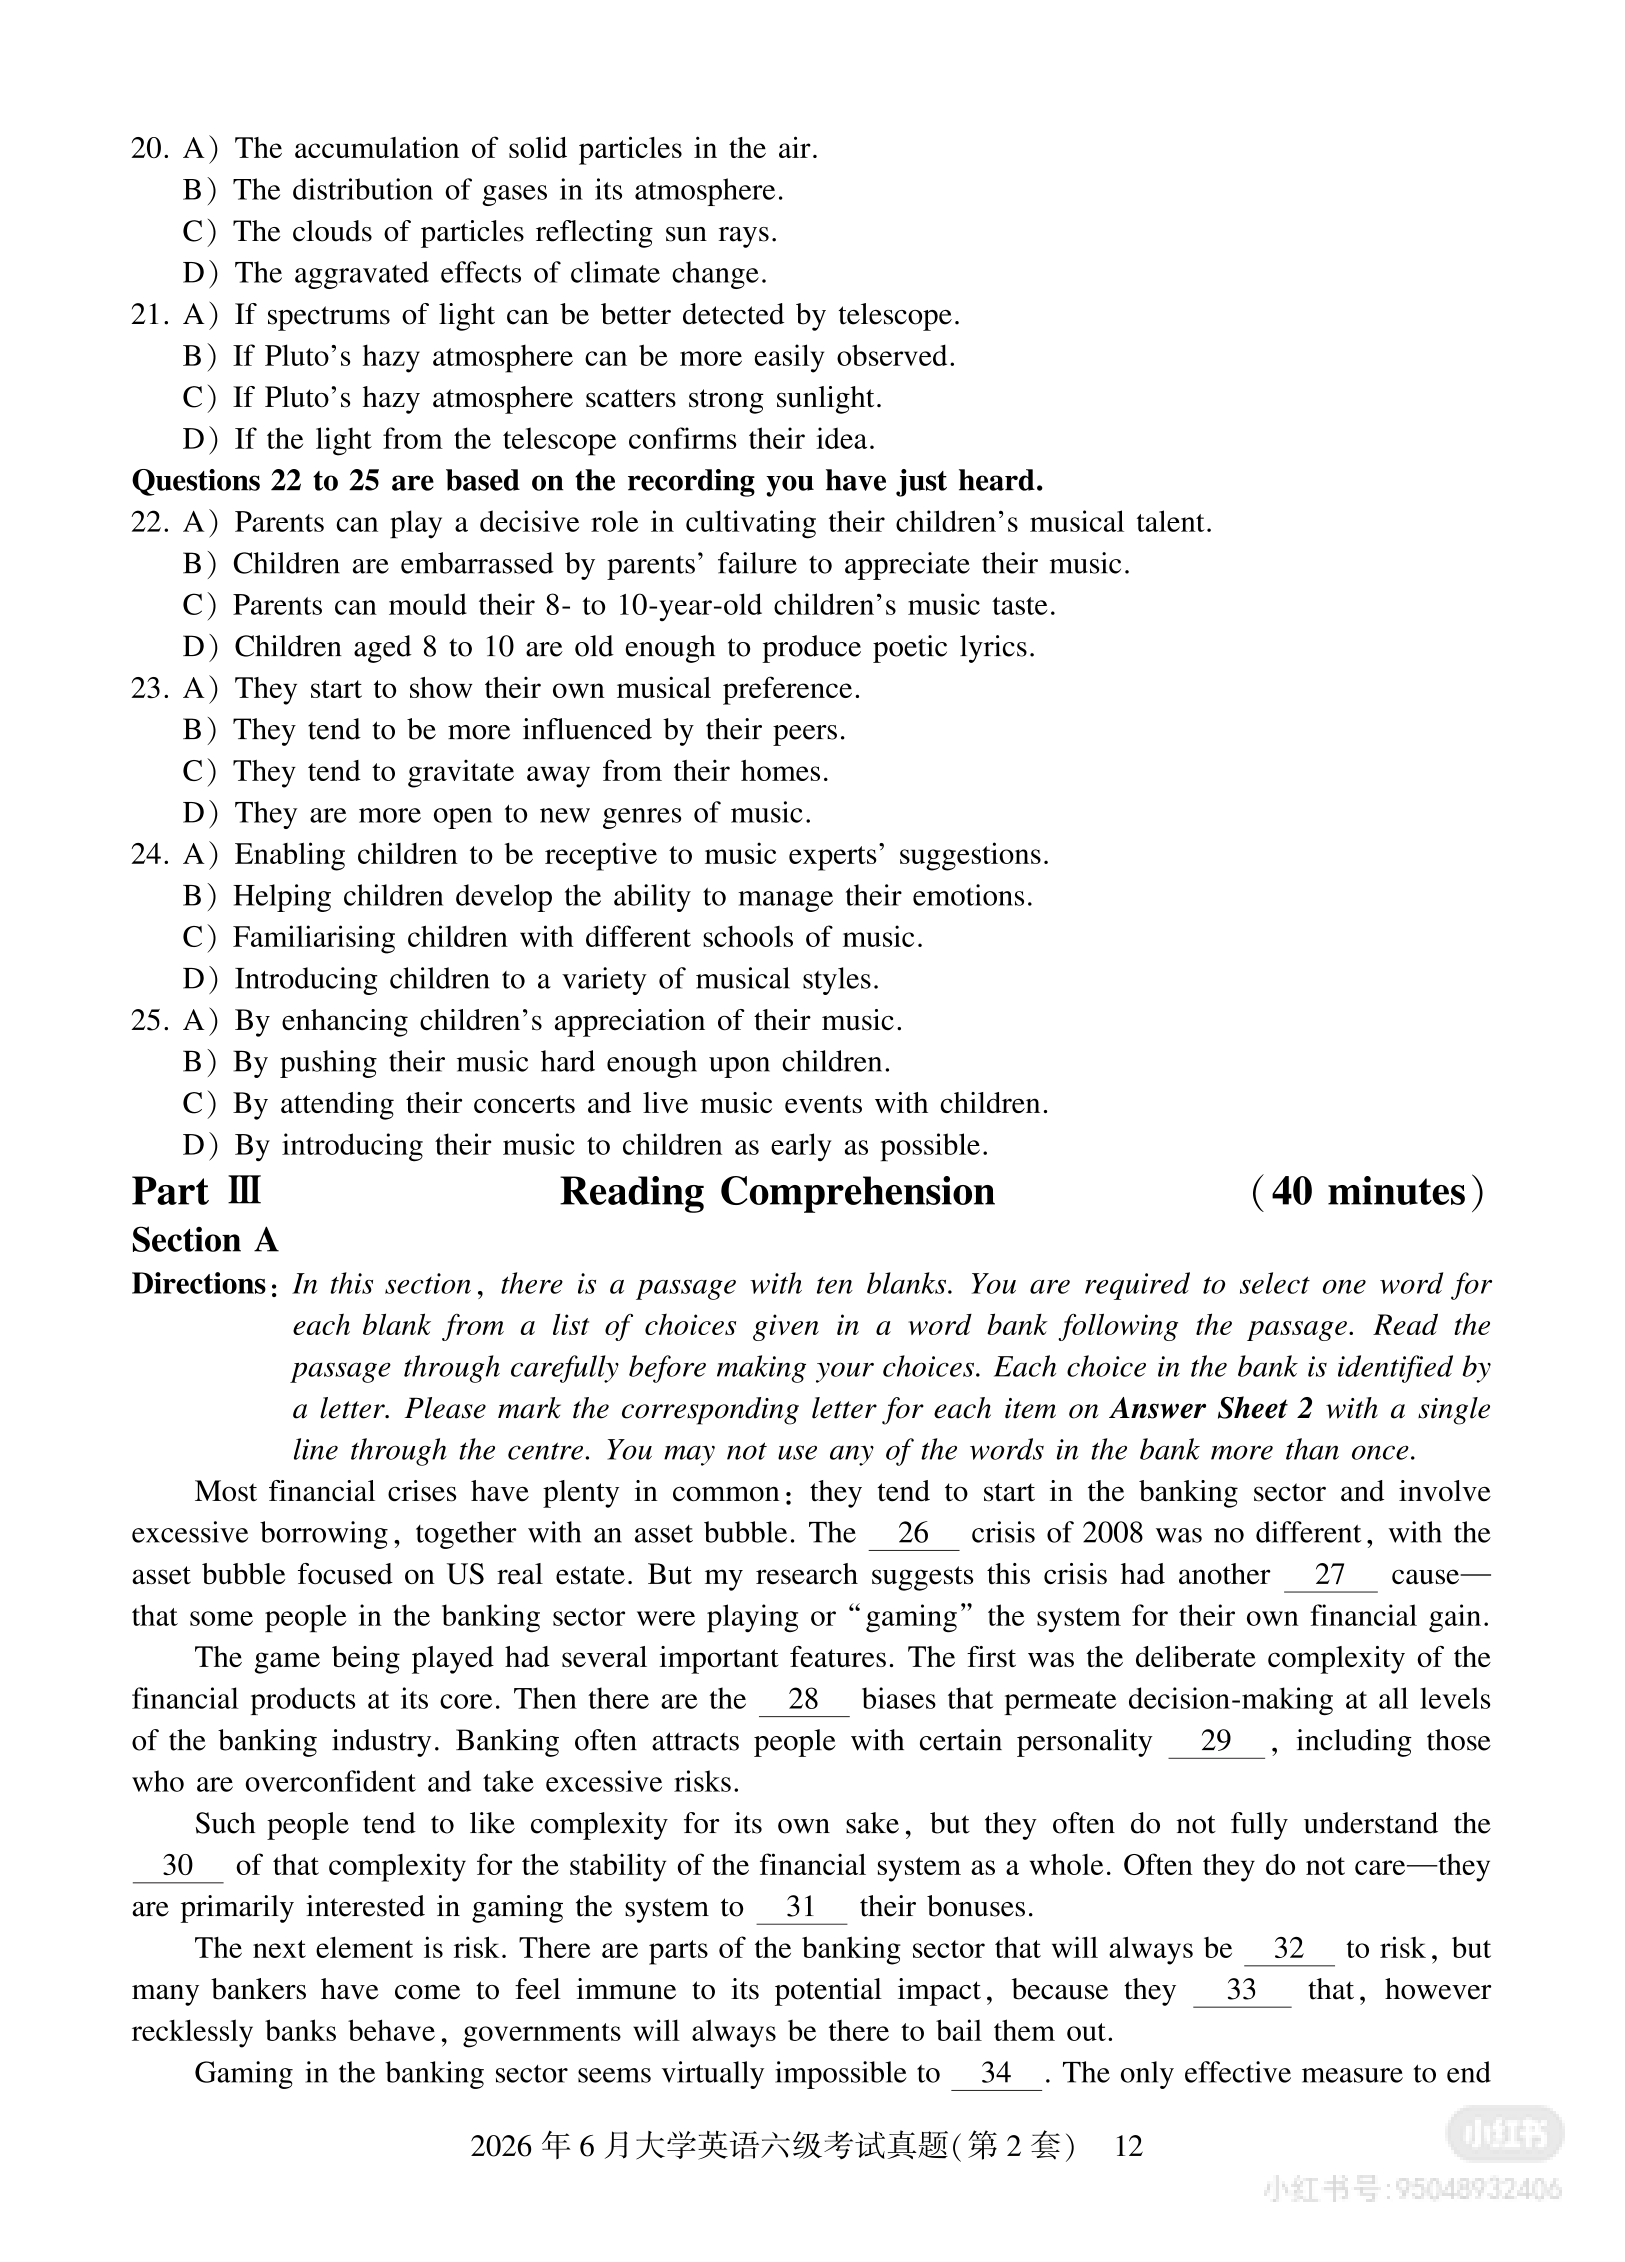 20. A) The accumulation of solid particles in the air.
B) The distribution of gases in its atmosphere.
C) The clouds of particles reflecting sun rays.
D) The aggravated effects of climate change.
21. A) If spectrums of light can be better detected by telescope.
B) If Pluto's hazy atmosphere can be more easily observed.
C) If Pluto's hazy atmosphere scatters strong sunlight.
D) If the light from the telescope confirms their idea.
Questions 22 to 25 are based on the recording you have just heard.
22. A) Parents can play a decisive role in cultivating their children's musical talent.
B) Children are embarrassed by parents' failure to appreciate their music.
C) Parents can mould their 8- to 10-year-old children's music taste.
D) Children aged 8 to 10 are old enough to produce poetic lyrics.
23. A) They start to show their own musical preference.
B) They tend to be more influenced by their peers.
C) They tend to gravitate away from their homes.
D) They are more open to new genres of music.
24. A) Enabling children to be receptive to music experts' suggestions.
B) Helping children develop the ability to manage their emotions.
C) Familiarising children with different schools of music.
D) Introducing children to a variety of musical styles.
25. A) By enhancing children's appreciation of their music.
B) By pushing their music hard enough upon children.
C) By attending their concerts and live music events with children.
D) By introducing their music to children as early as possible.
Part Ⅲ Reading Comprehension (40 minutes)
Section A
Directions: In this section, there is a passage with ten blanks. You are required to select one word for
each blank from a list of choices given in a word bank following the passage. Read the
passage through carefully before making your choices. Each choice in the bank is identified by
a letter. Please mark the corresponding letter for each item on Answer Sheet 2 with a single
line through the centre. You may not use any of the words in the bank more than once.
Most financial crises have plenty in common: they tend to start in the banking sector and involve
excessive borrowing, together with an asset bubble. The 26 crisis of 2008 was no different, with the
asset bubble focused on US real estate. But my research suggests this crisis had another 27 cause—
that some people in the banking sector were playing or "gaming" the system for their own financial gain.
The game being played had several important features. The first was the deliberate complexity of the
financial products at its core. Then there are the 28 biases that permeate decision-making at all levels
of the banking industry. Banking often attracts people with certain personality 29 , including those
who are overconfident and take excessive risks.
Such people tend to like complexity for its own sake, but they often do not fully understand the
30 of that complexity for the stability of the financial system as a whole. Often they do not care—they
are primarily interested in gaming the system to 31 their bonuses.
The next element is risk. There are parts of the banking sector that will always be 32 to risk, but
many bankers have come to feel immune to its potential impact, because they 33 that, however
recklessly banks behave, governments will always be there to bail them out.
Gaming in the banking sector seems virtually impossible to 34 . The only effective measure to end
2026 年 6 月大学英语六级考试真题(第 2 套) 12
小红书
小红书号:95048932406